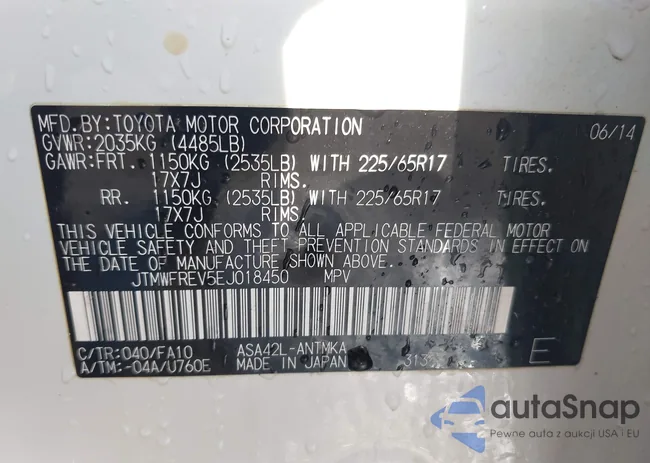 MFD.BY:TOYOTA MOTOR CORPORATION 06/14
GVWR:2035KG (4485LB)
GAWR:FRT. 1150KG (2535LB) WITH 225/65R17 TIRES.
17X7J RIMS.
RR. 1150KG (2535LB) WITH 225/65R17 TIRES.
17X7J RIMS.
THIS VEHICLE CONFORMS TO ALL APPLICABLE FEDERAL MOTOR
VEHICLE SAFETY AND THEFT PREVENTION STANDARDS IN EFFECT ON
THE DATE OF MANUFACTURE SHOWN ABOVE.
JTMWFREV5EJ018450 MPV
C/TR:040/FA10 ASA42L-ANTMKA
A/TM:-04A/U760E MADE IN JAPAN E
autaSnap
Pewne auta z aukcji USA i EU